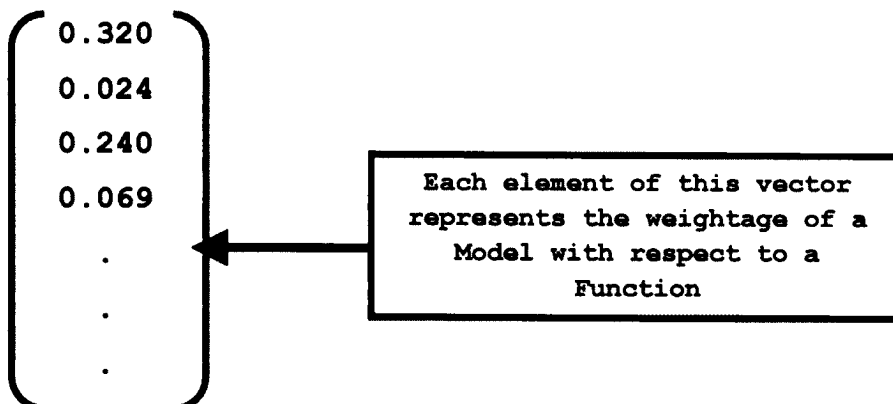 0.320
0.024
0.240
0.069
.
.
.
Each element of this vector
represents the weightage of a
Model with respect to a
Function